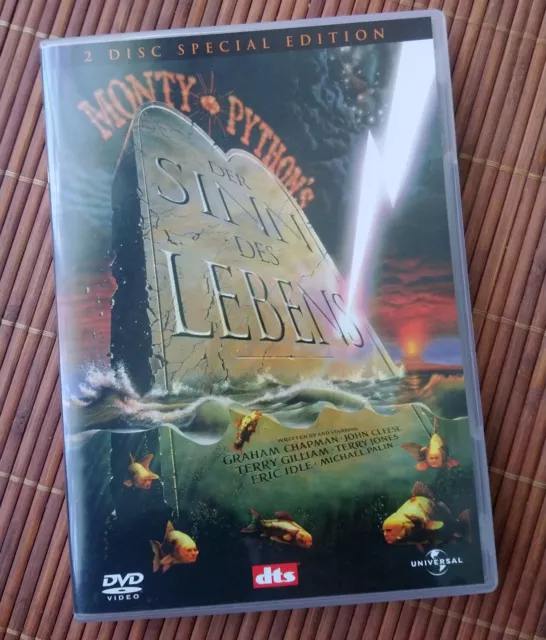 2 DISC SPECIAL EDITION
MONTY PYTHON'S
DER
SINN
DES
LEBENS
WRITTEN BY AND STARRING
GRAHAM CHAPMAN · JOHN CLEESE
TERRY GILLIAM · TERRY JONES
ERIC IDLE · MICHAEL PALIN
DVD
VIDEO
dts
UNIVERSAL